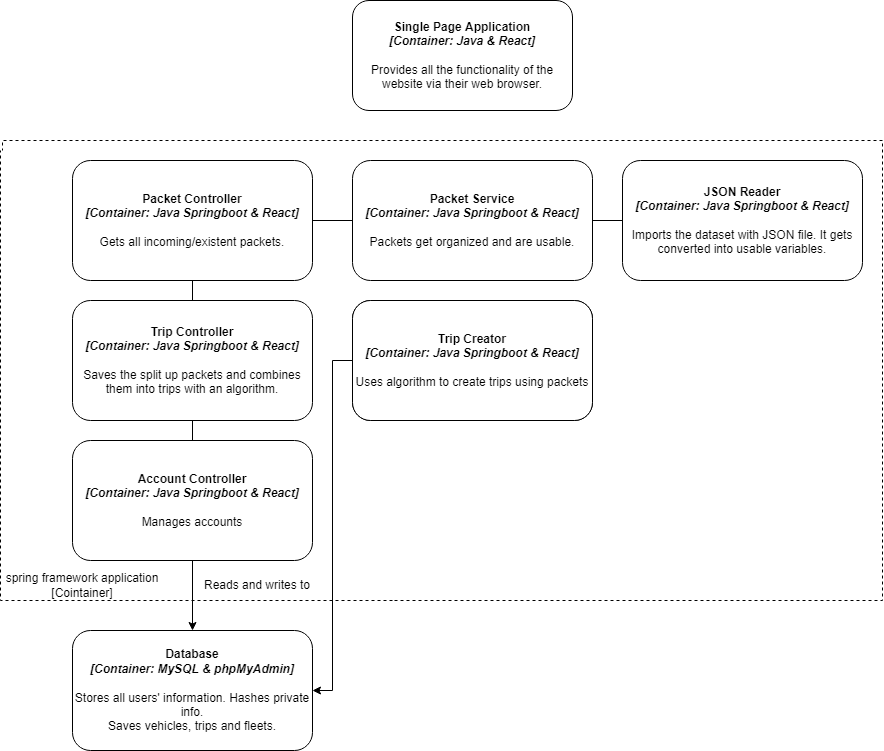 Single Page Application
[Container: Java & React]
Provides all the functionality of the
website via their web browser.
Packet Controller
[Container: Java Springboot & React]
Gets all incoming/existent packets.
Packet Service
[Container: Java Springboot & React]
Packets get organized and are usable.
JSON Reader
[Container: Java Springboot & React]
Imports the dataset with JSON file. It gets
converted into usable variables.
Trip Controller
[Container: Java Springboot & React]
Saves the split up packets and combines
them into trips with an algorithm.
Trip Creator
[Container: Java Springboot & React]
Uses algorithm to create trips using packets
Account Controller
[Container: Java Springboot & React]
Manages accounts
spring framework application
[Cointainer]
Reads and writes to
Database
[Container: MySQL & phpMyAdmin]
Stores all users' information. Hashes private
info.
Saves vehicles, trips and fleets.